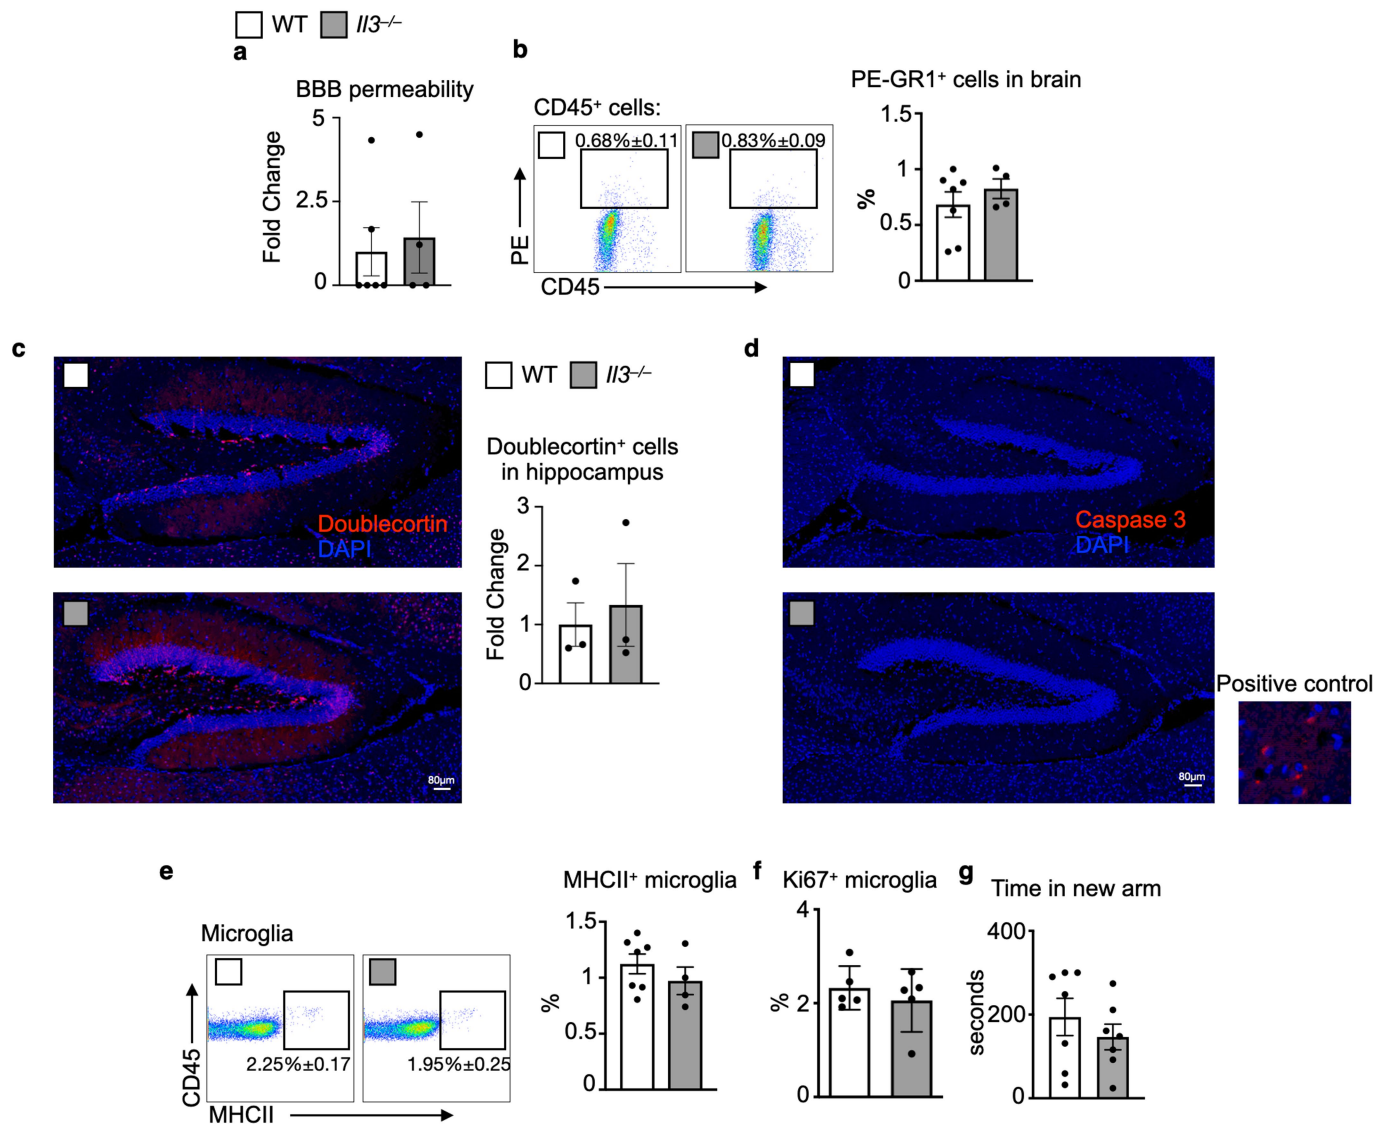 WT Il3–/–
a
BBB permeability
Fold Change
5
2.5
0
b
CD45+ cells:
0.68%±0.11
0.83%±0.09
PE
CD45
PE-GR1+ cells in brain
%
1.5
1
0.5
0
c
Doublecortin
DAPI
80µm
WT Il3–/–
Doublecortin+ cells
in hippocampus
Fold Change
3
2
1
0
d
Caspase 3
DAPI
80µm
Positive control
e
Microglia
CD45
2.25%±0.17
1.95%±0.25
MHCII
MHCII+ microglia
%
1.5
1
0.5
0
f
Ki67+ microglia
%
4
2
0
g
Time in new arm
seconds
400
200
0